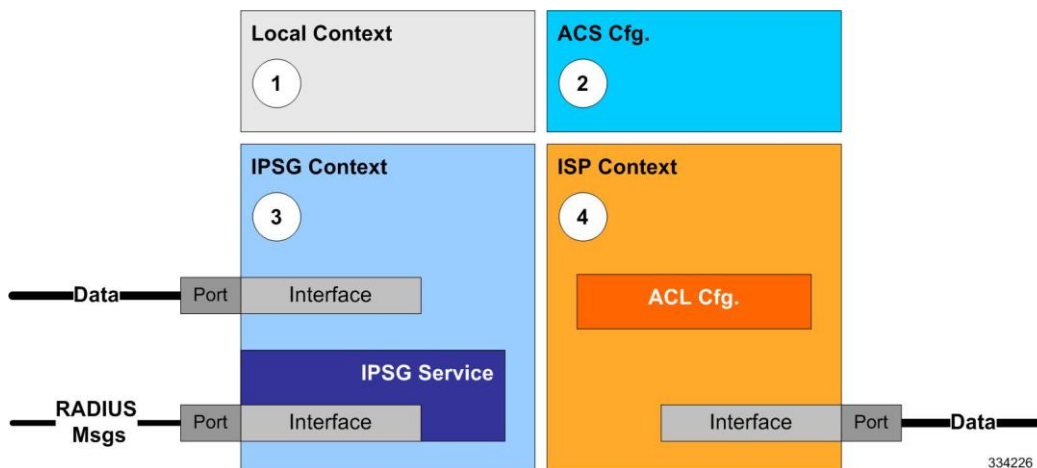 Local Context
1
ACS Cfg.
2
IPSG Context
3
ISP Context
4
Data
Port
Interface
ACL Cfg.
IPSG Service
RADIUS
Msgs
Port
Interface
Interface
Port
Data
334226